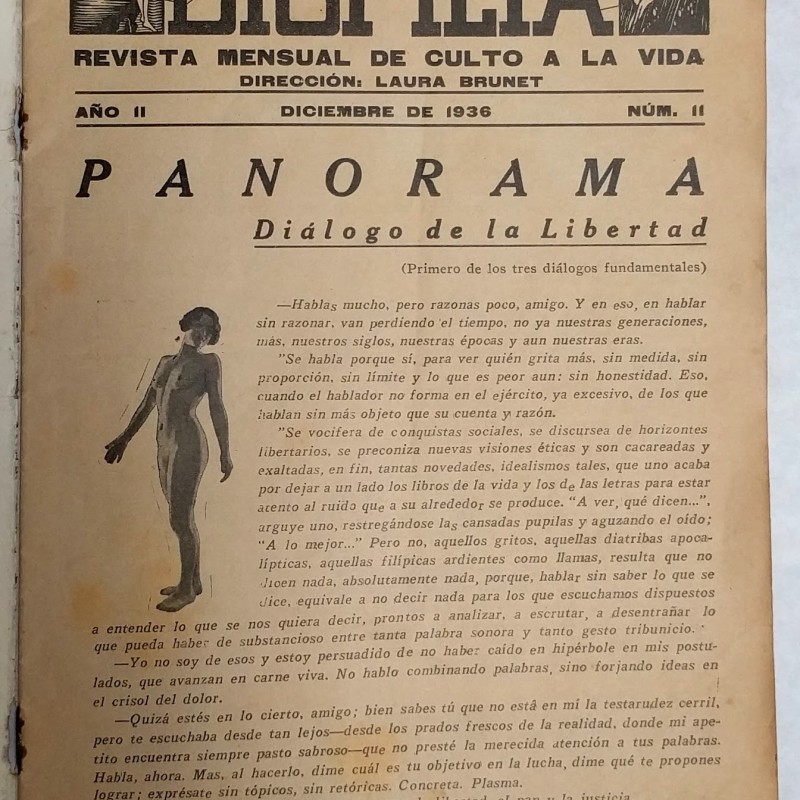 BIOFILIA
REVISTA MENSUAL DE CULTO A LA VIDA
DIRECCIÓN: LAURA BRUNET
AÑO II DICIEMBRE DE 1936 NÚM. 11
PANORAMA
Diálogo de la Libertad
(Primero de los tres diálogos fundamentales)
—Hablas mucho, pero razonas poco, amigo. Y en eso, en hablar
sin razonar, van perdiendo el tiempo, no ya nuestras generaciones,
más, nuestros siglos, nuestras épocas y aun nuestras eras.
"Se habla porque sí, para ver quién grita más, sin medida, sin
proporción, sin límite y lo que es peor aun: sin honestidad. Eso,
cuando el hablador no forma en el ejército, ya excesivo, de los que
hablan sin más objeto que su cuenta y razón.
"Se vocifera de conquistas sociales, se discursea de horizontes
libertarios, se preconiza nuevas visiones éticas y son cacareadas y
exaltadas, en fin, tantas novedades, idealismos tales, que uno acaba
por dejar a un lado los libros de la vida y los de las letras para estar
acento al ruido que a su alrededor se produce. "A ver, qué dicen...",
arguye uno, restregándose las cansadas pupilas y aguzando el oído;
"A lo mejor..." Pero no, aquellos gritos, aquellas diatribas apoca-
lípticas, aquellas filípicas ardientes como llamas, resulta que no
dicen nada, absolutamente nada, porque, hablar sin saber lo que se
dice, equivale a no decir nada para los que escuchamos dispuestos
a entender lo que se nos quiera decir, prontos a analizar, a escrutar, a desentrañar lo
que pueda haber de substancioso entre tanta palabra sonora y tanto gesto tribunicio.
—Yo no soy de esos y estoy persuadido de no haber caído en hipérbole en mis postu-
lados, que avanzan en carne viva. No hablo combinando palabras, sino forjando ideas en
el crisol del dolor.
—Quizá estés en lo cierto, amigo; bien sabes tú que no está en mí la testarudez cerril,
pero te escuchaba desde tan lejos—desde los prados frescos de la realidad, donde mi ape-
tito encuentra siempre pasto sabroso—que no presté la merecida atención a tus palabras.
Habla, ahora. Mas, al hacerlo, dime cuál es tu objetivo en la lucha, dime qué te propones
lograr; exprésate sin tópicos, sin retóricas. Concreta. Plasma.
libertad, al pan y la justicia